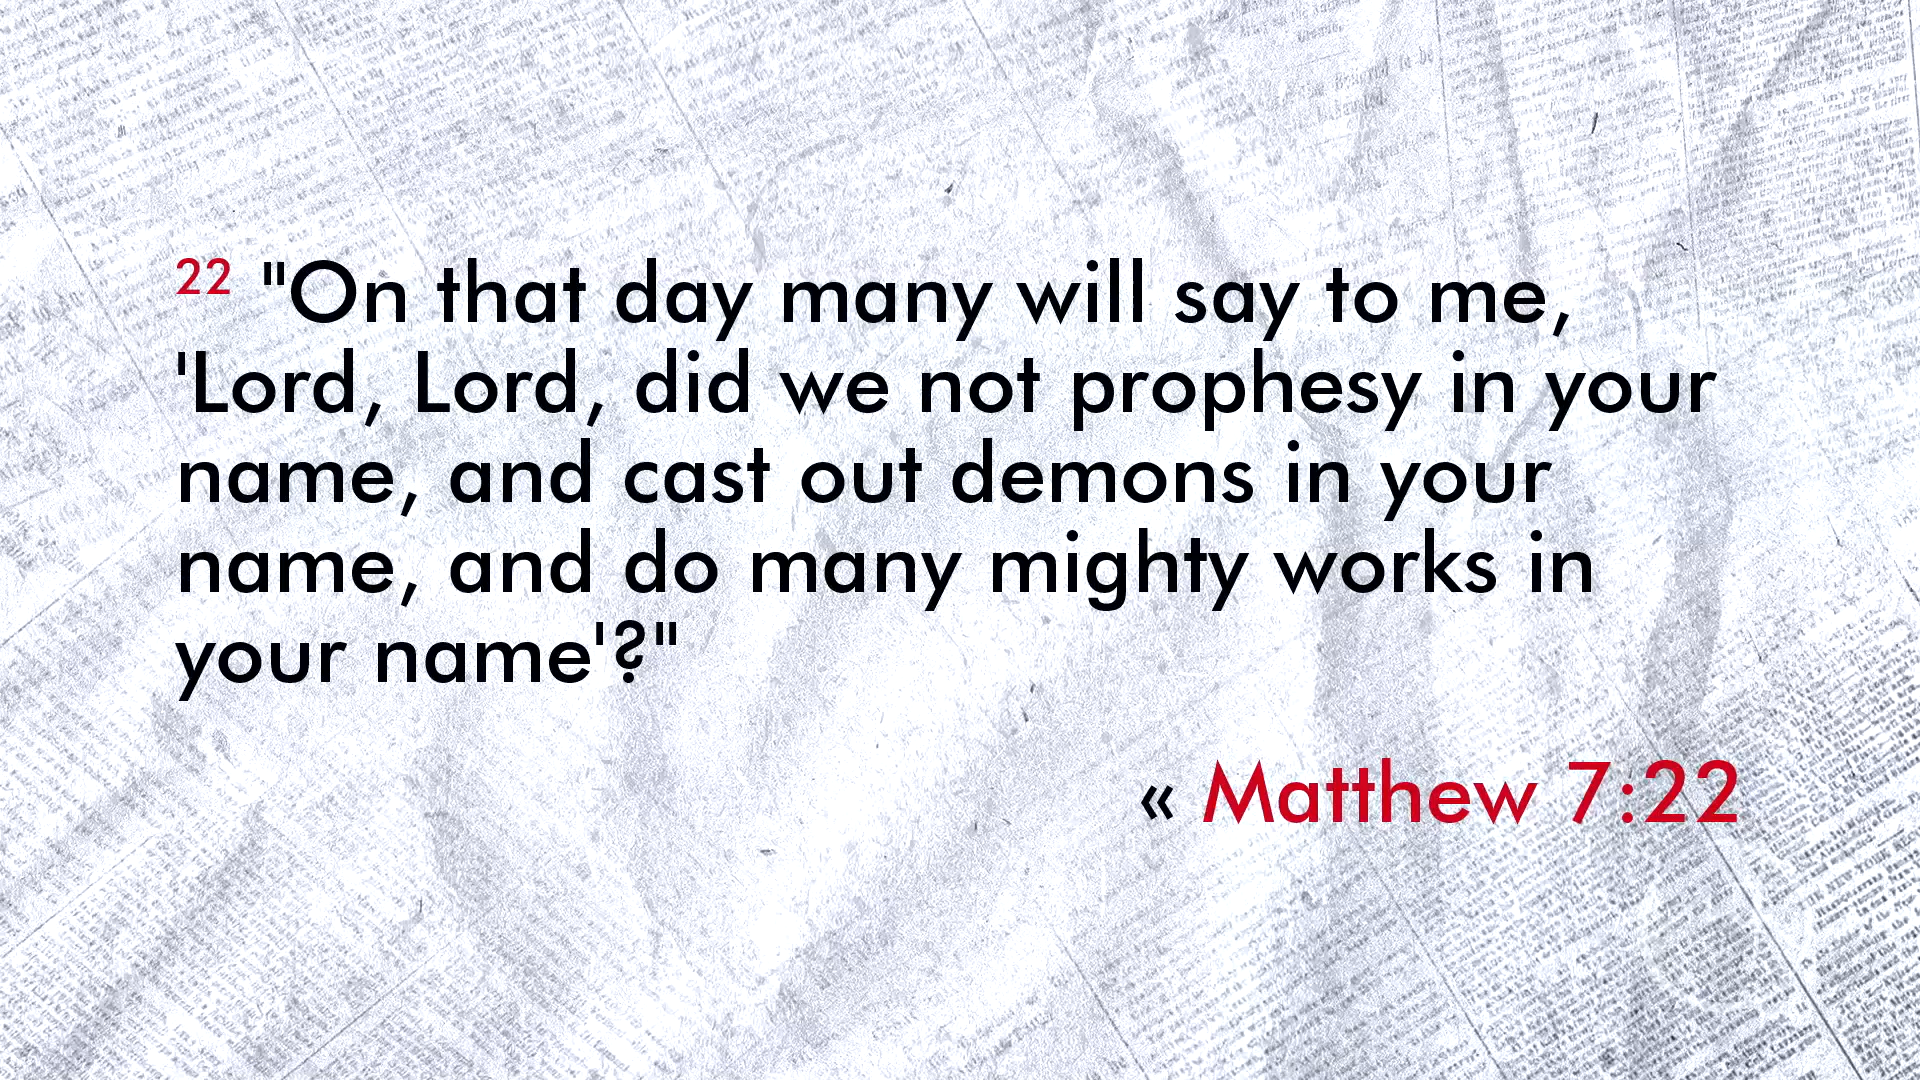 22 "On that day many will say to me,
'Lord, Lord, did we not prophesy in your
name, and cast out demons in your
name, and do many mighty works in
your name'?"
« Matthew 7:22